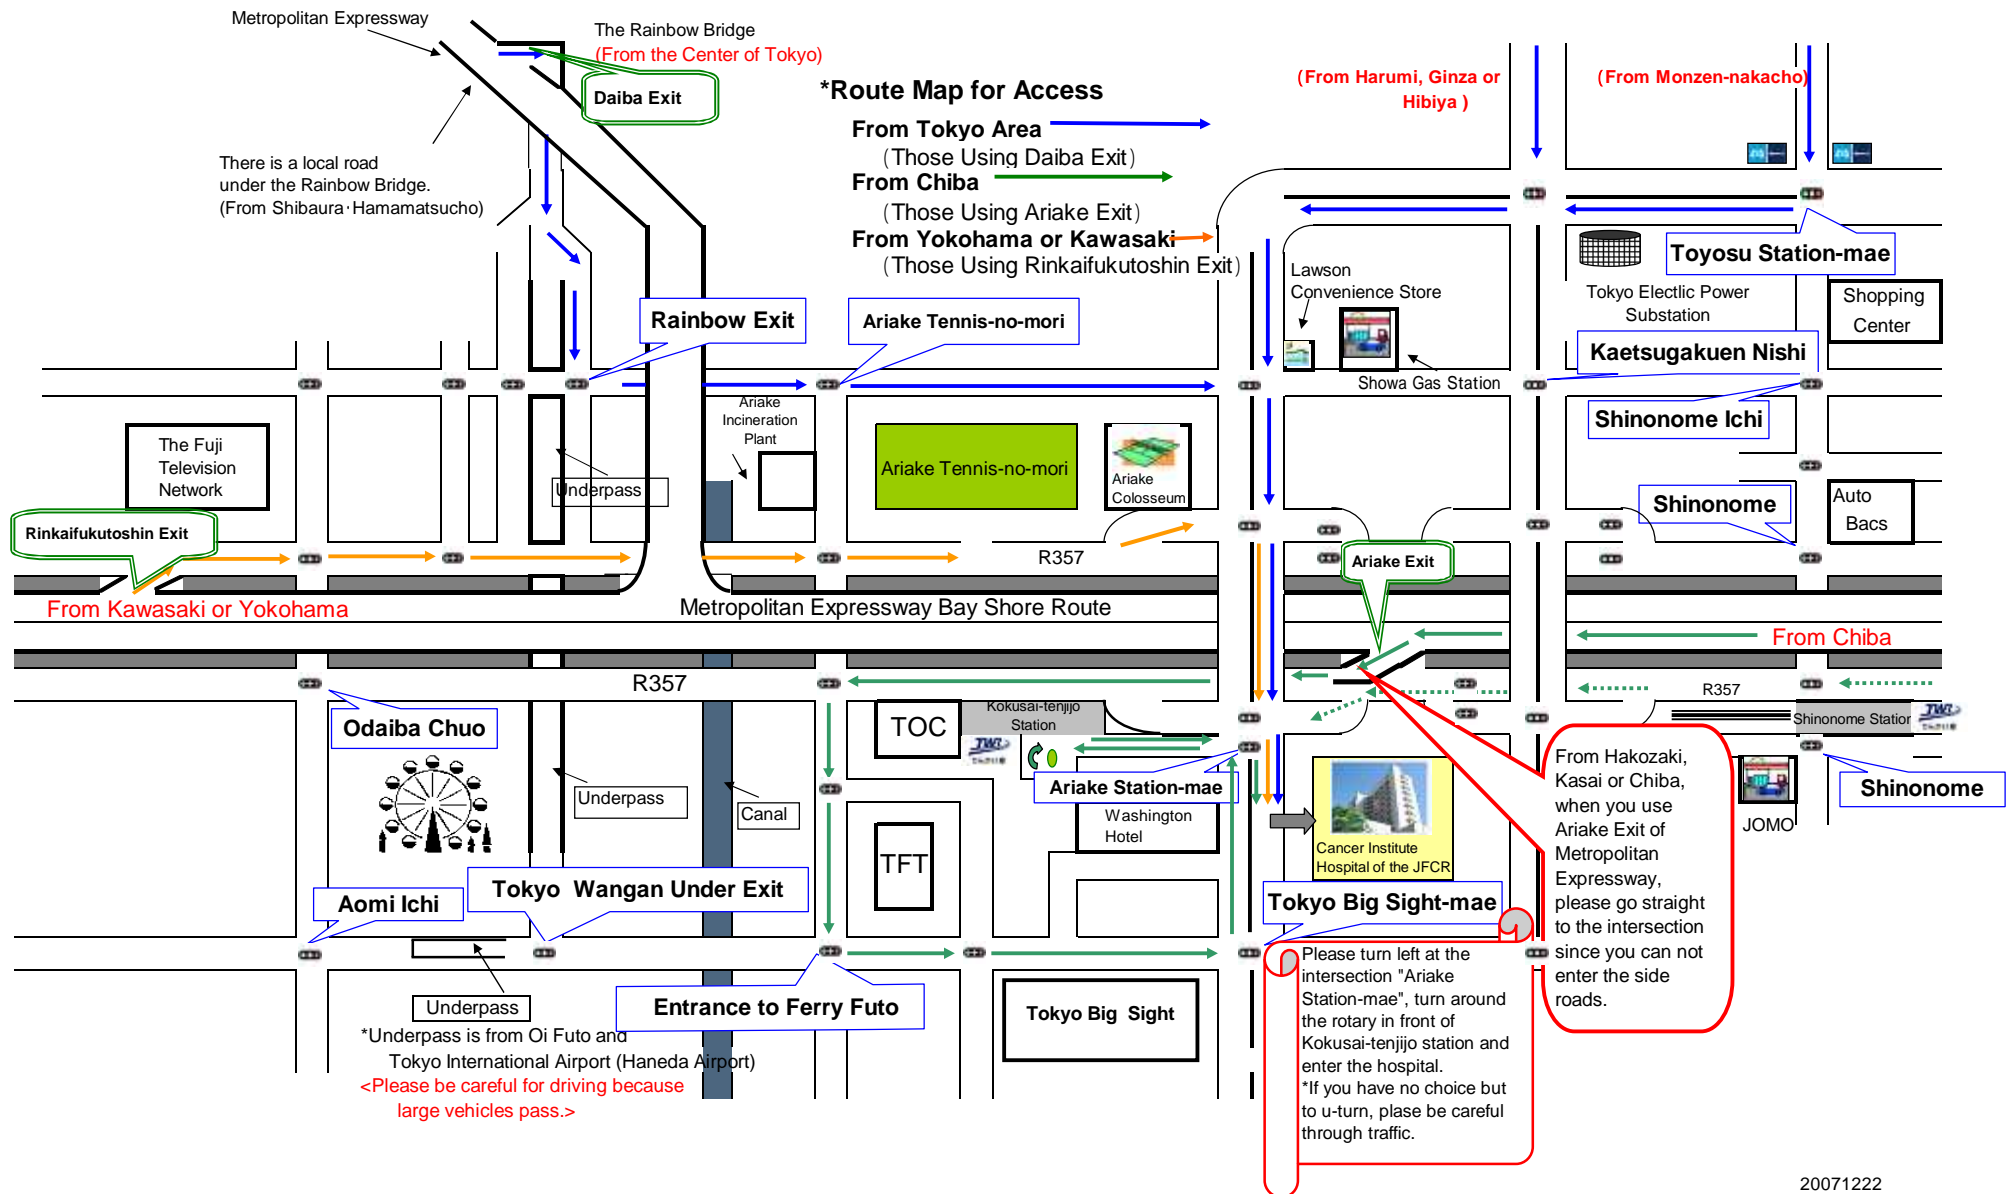 Metropolitan Expressway
The Rainbow Bridge
(From the Center of Tokyo)
Daiba Exit
There is a local road
under the Rainbow Bridge.
(From Shibaura･Hamamatsucho)
*Route Map for Access
From Tokyo Area
(Those Using Daiba Exit)
From Chiba
(Those Using Ariake Exit)
From Yokohama or Kawasaki
(Those Using Rinkaifukutoshin Exit)
(From Harumi, Ginza or
Hibiya )
(From Monzen-nakacho)
Toyosu Station-mae
Lawson
Convenience Store
Tokyo Electlic Power
Substation
Shopping
Center
Rainbow Exit
Ariake Tennis-no-mori
Kaetsugakuen Nishi
Showa Gas Station
Shinonome Ichi
Ariake
Incineration
Plant
The Fuji
Television
Network
Underpass
Ariake Tennis-no-mori
Ariake
Colosseum
Shinonome
Auto
Bacs
Rinkaifukutoshin Exit
R357
Ariake Exit
From Kawasaki or Yokohama
Metropolitan Expressway Bay Shore Route
From Chiba
R357
R357
Odaiba Chuo
TOC
Kokusai-tenjijo
Station
Shinonome Station
TWR
TWR
Ariake Station-mae
Shinonome
Underpass
Canal
Washington
Hotel
JOMO
TFT
Cancer Institute
Hospital of the JFCR
From Hakozaki,
Kasai or Chiba,
when you use
Ariake Exit of
Metropolitan
Expressway,
please go straight
to the intersection
since you can not
enter the side
roads.
Aomi Ichi
Tokyo Wangan Under Exit
Tokyo Big Sight-mae
Underpass
Entrance to Ferry Futo
Tokyo Big Sight
Please turn left at the
intersection "Ariake
Station-mae", turn around
the rotary in front of
Kokusai-tenjijo station and
enter the hospital.
*If you have no choice but
to u-turn, plase be careful
through traffic.
*Underpass is from Oi Futo and
Tokyo International Airport (Haneda Airport)
<Please be careful for driving because
large vehicles pass.>
20071222